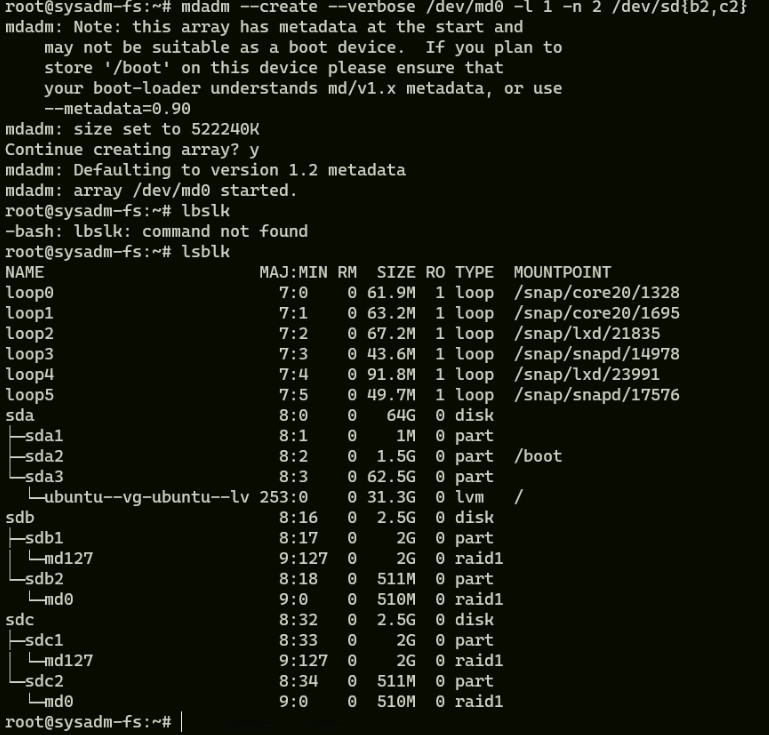 root@sysadm-fs:~# mdadm --create --verbose /dev/md0 -l 1 -n 2 /dev/sd{b2,c2}
mdadm: Note: this array has metadata at the start and
    may not be suitable as a boot device.  If you plan to
    store '/boot' on this device please ensure that
    your boot-loader understands md/v1.x metadata, or use
    --metadata=0.90
mdadm: size set to 522240K
Continue creating array? y
mdadm: Defaulting to version 1.2 metadata
mdadm: array /dev/md0 started.
root@sysadm-fs:~# lbslk
-bash: lbslk: command not found
root@sysadm-fs:~# lsblk
NAME                      MAJ:MIN RM  SIZE RO TYPE  MOUNTPOINT
loop0                       7:0    0 61.9M  1 loop  /snap/core20/1328
loop1                       7:1    0 63.2M  1 loop  /snap/core20/1695
loop2                       7:2    0 67.2M  1 loop  /snap/lxd/21835
loop3                       7:3    0 43.6M  1 loop  /snap/snapd/14978
loop4                       7:4    0 91.8M  1 loop  /snap/lxd/23991
loop5                       7:5    0 49.7M  1 loop  /snap/snapd/17576
sda                         8:0    0   64G  0 disk
├─sda1                      8:1    0    1M  0 part
├─sda2                      8:2    0  1.5G  0 part  /boot
└─sda3                      8:3    0 62.5G  0 part
  └─ubuntu--vg-ubuntu--lv 253:0    0 31.3G  0 lvm   /
sdb                         8:16   0  2.5G  0 disk
├─sdb1                      8:17   0    2G  0 part
│ └─md127                   9:127  0    2G  0 raid1
└─sdb2                      8:18   0  511M  0 part
  └─md0                     9:0    0  510M  0 raid1
sdc                         8:32   0  2.5G  0 disk
├─sdc1                      8:33   0    2G  0 part
│ └─md127                   9:127  0    2G  0 raid1
└─sdc2                      8:34   0  511M  0 part
  └─md0                     9:0    0  510M  0 raid1
root@sysadm-fs:~#